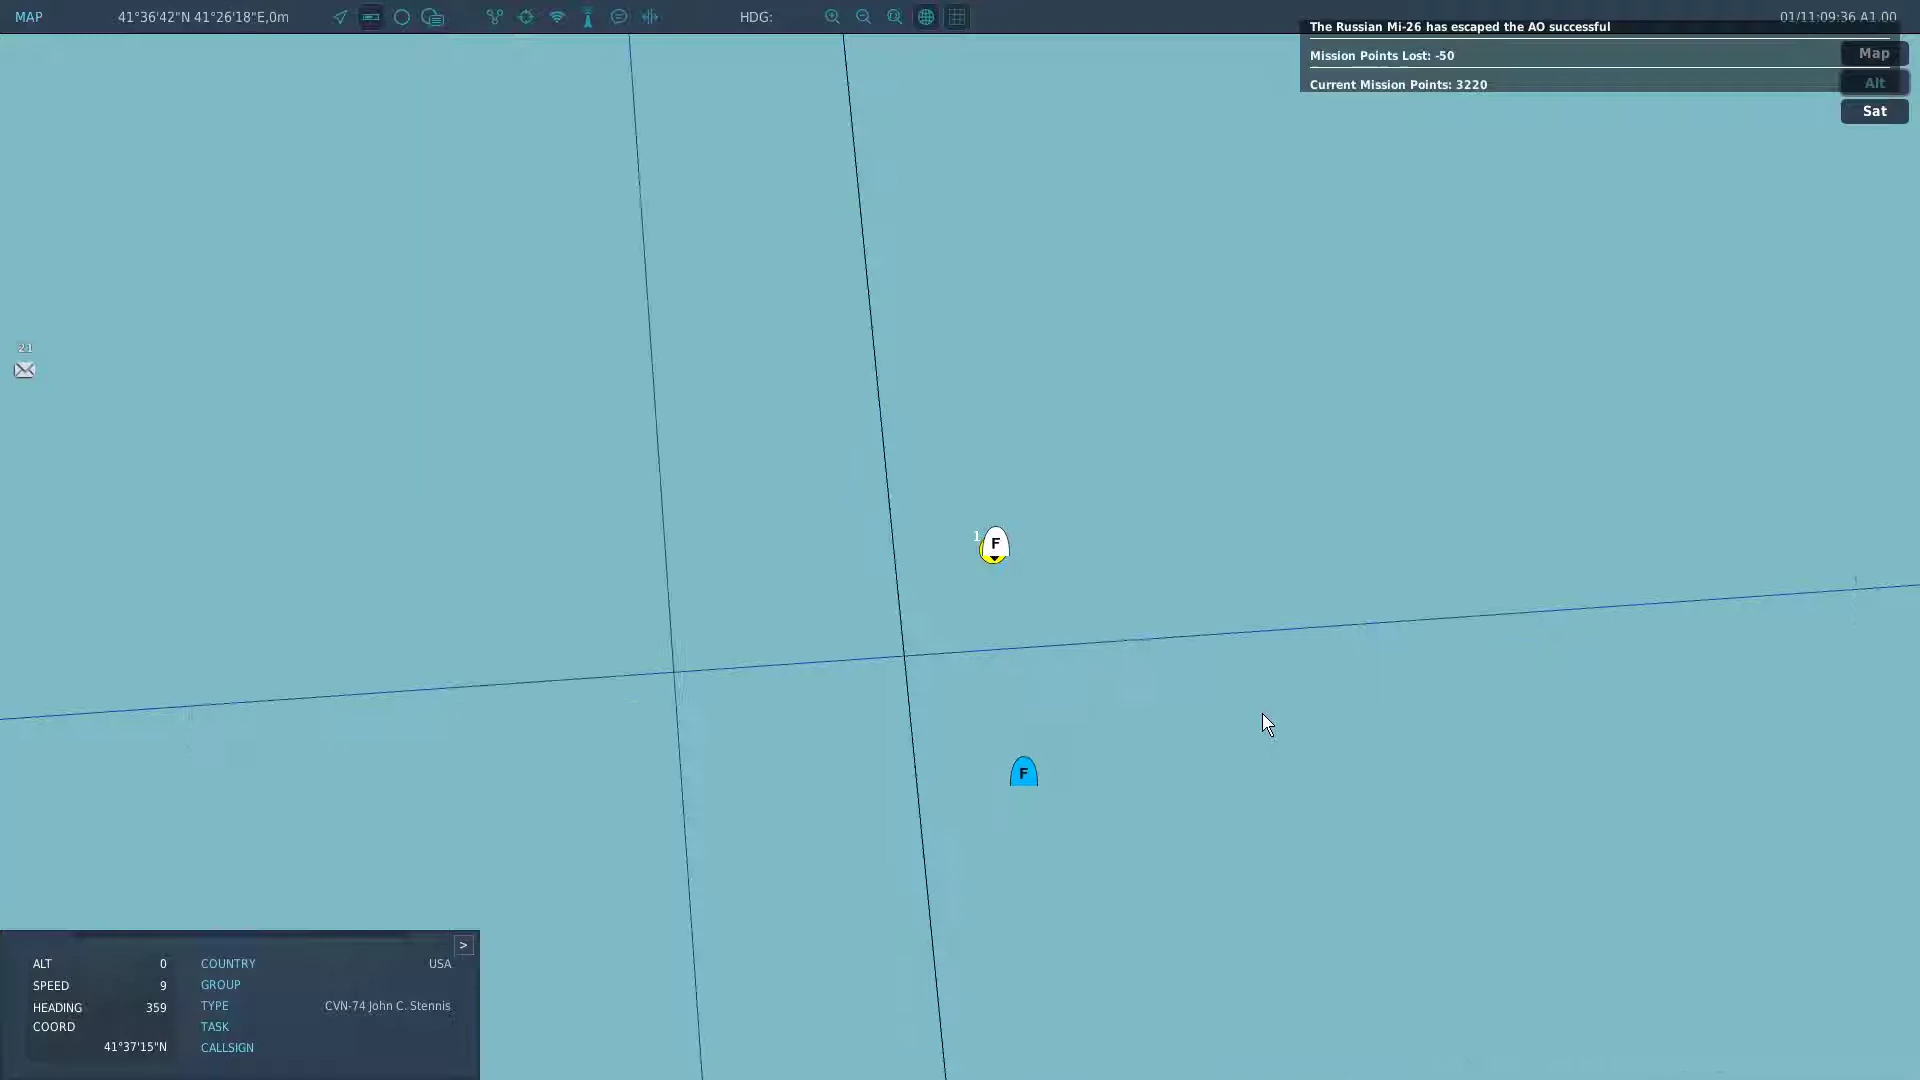 MAP 41°36'42"N 41°26'18"E,0m HDG: 01/11:09:36 A1.00
The Russian Mi-26 has escaped the AO successful
Mission Points Lost: -50
Current Mission Points: 3220
Map
Alt
Sat
21
1 F
F
>
ALT 0 COUNTRY USA
SPEED 9 GROUP
HEADING 359 TYPE CVN-74 John C. Stennis
COORD TASK
41°37'15"N CALLSIGN